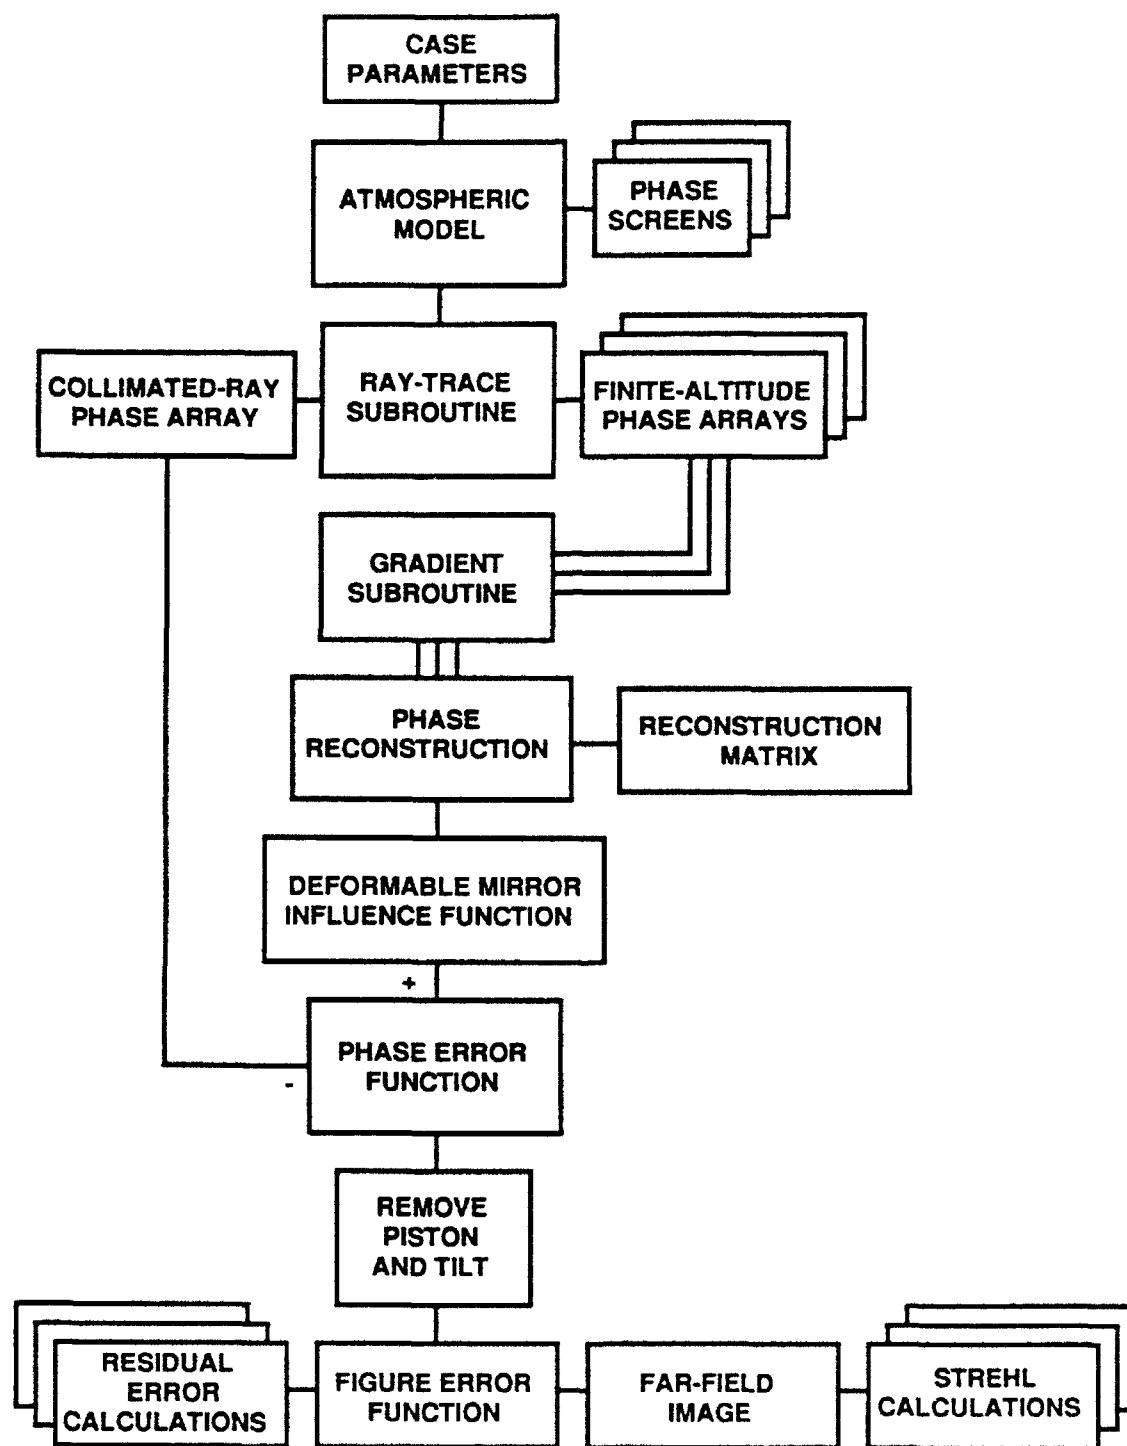 CASE
PARAMETERS
ATMOSPHERIC
MODEL
PHASE
SCREENS
COLLIMATED-RAY
PHASE ARRAY
RAY-TRACE
SUBROUTINE
FINITE-ALTITUDE
PHASE ARRAYS
GRADIENT
SUBROUTINE
PHASE
RECONSTRUCTION
RECONSTRUCTION
MATRIX
DEFORMABLE MIRROR
INFLUENCE FUNCTION
+
PHASE ERROR
FUNCTION
-
REMOVE
PISTON
AND TILT
RESIDUAL
ERROR
CALCULATIONS
FIGURE ERROR
FUNCTION
FAR-FIELD
IMAGE
STREHL
CALCULATIONS